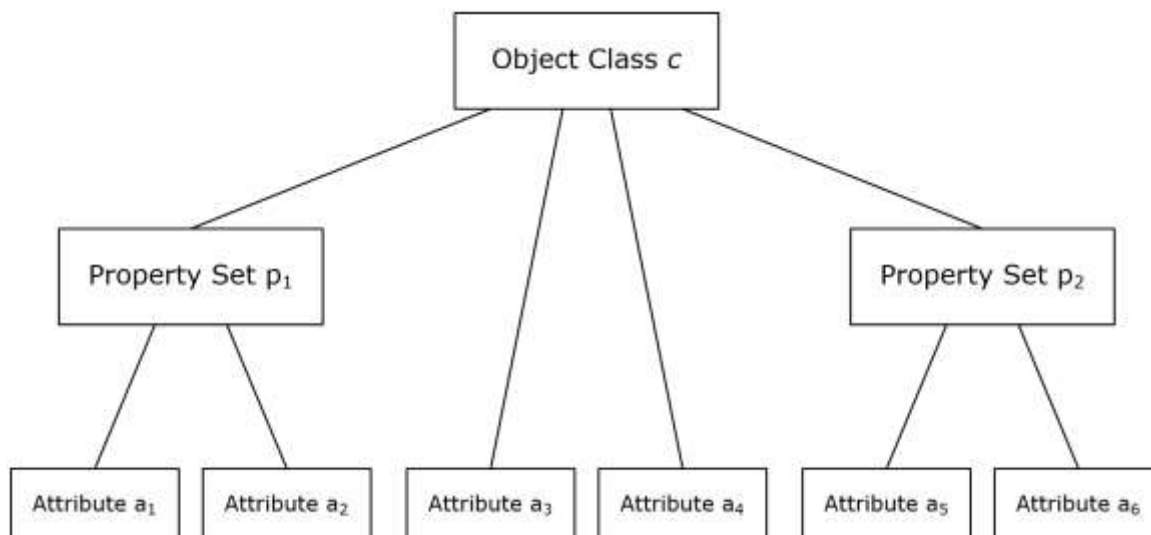 Object Class c
Property Set p₁
Property Set p₂
Attribute a₁
Attribute a₂
Attribute a₃
Attribute a₄
Attribute a₅
Attribute a₆